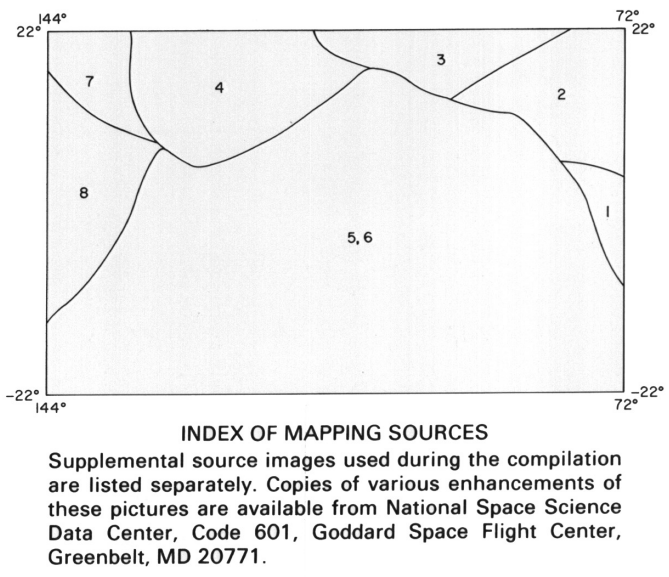 144° 72°
22° 22°
3
7 4
2
8
1
5, 6
-22° -22°
144° 72°
INDEX OF MAPPING SOURCES
Supplemental source images used during the compilation
are listed separately. Copies of various enhancements of
these pictures are available from National Space Science
Data Center, Code 601, Goddard Space Flight Center,
Greenbelt, MD 20771.